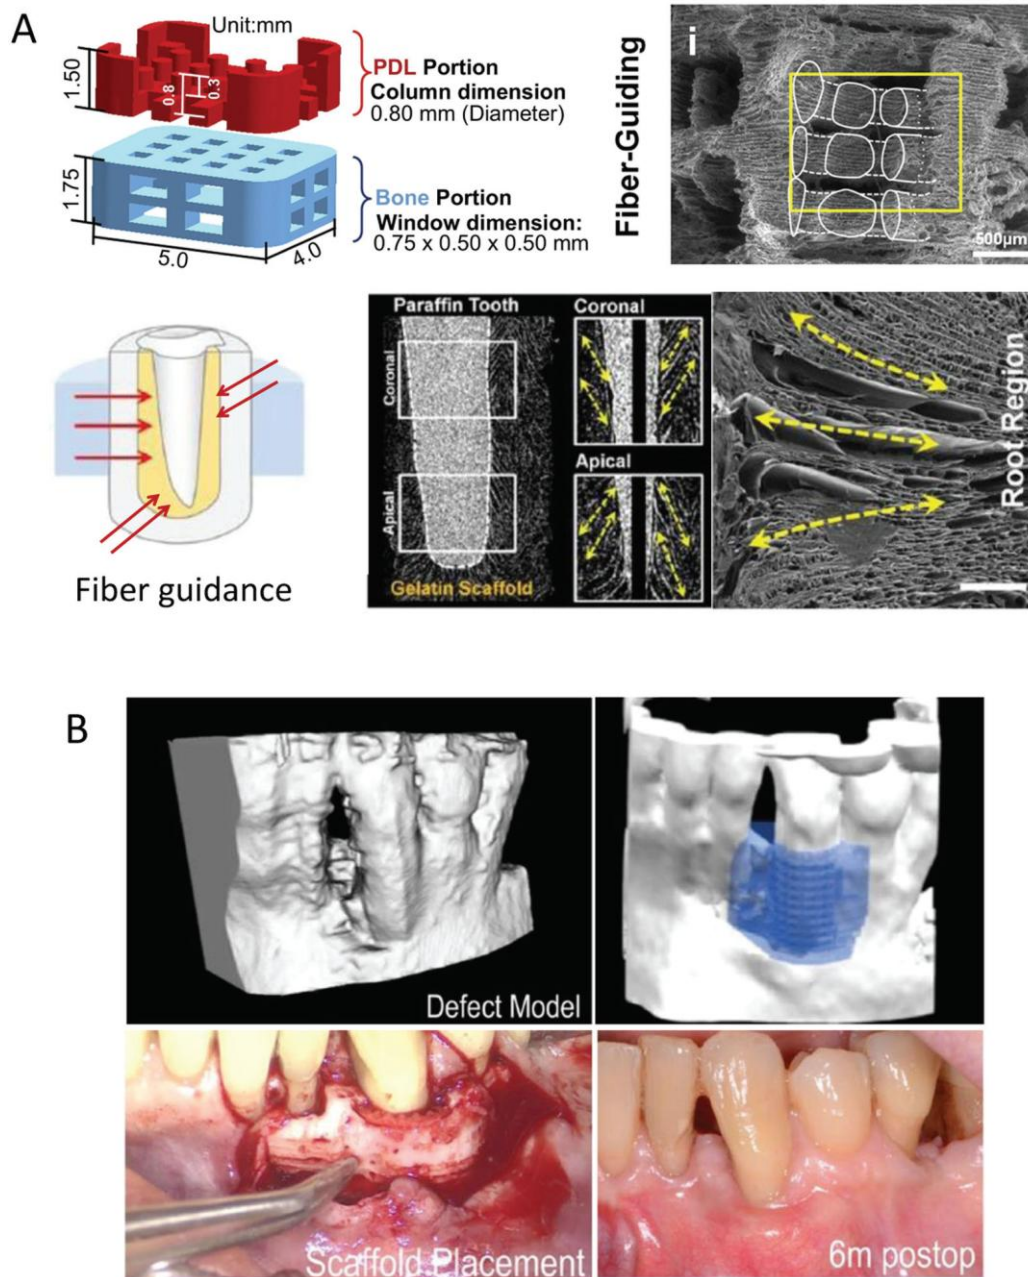 A
Unit:mm
1.50
0.8
0.3
PDL Portion
Column dimension
0.80 mm (Diameter)
1.75
5.0
4.0
Bone Portion
Window dimension:
0.75 x 0.50 x 0.50 mm
Fiber-Guiding
i
500μm
Fiber guidance
Paraffin Tooth
Coronal
Apical
Gelatin Scaffold
Coronal
Apical
Root Region
B
Defect Model
Scaffold Placement
6m postop